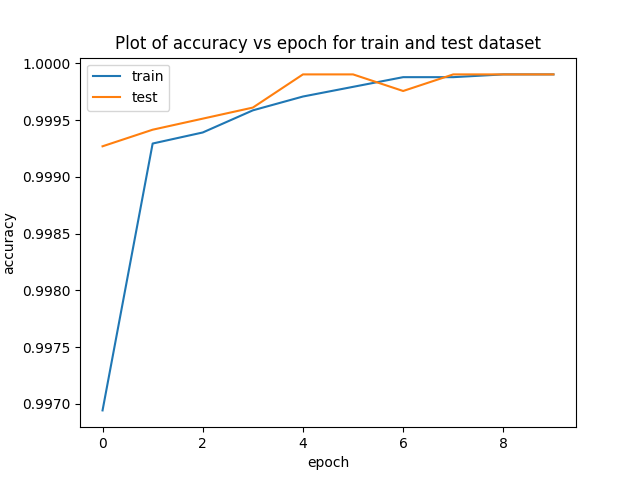 Plot of accuracy vs epoch for train and test dataset
train
test
1.0000
0.9995
0.9990
0.9985
0.9980
0.9975
0.9970
accuracy
0
2
4
6
8
epoch